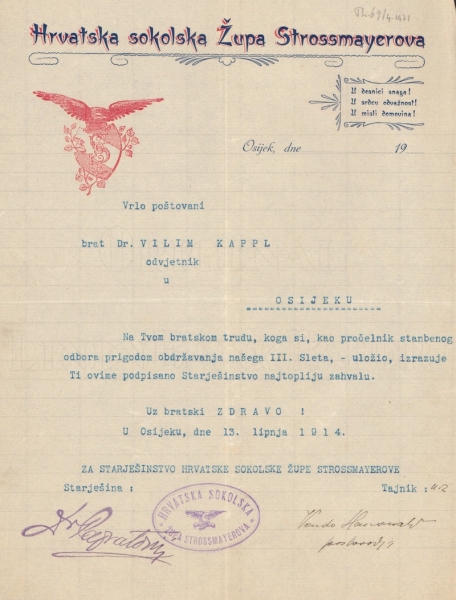 Hrvatska sokolska Župa Strossmayerova
U desnici snaga!
U srdcu odvažnost!
U misli domovina!
Osijek, dne 19
Vrlo poštovani
brat Dr. VILIM KAPPL
odvjetnik
u
OSIJEKU
Na Tvom bratskom trudu, koga si, kao pročelnik stanbenog
odbora prigodom obdržavanja našega III. Sleta, - uložio, izrazuje
Ti ovime podpisano Starješinstvo najtopliju zahvalu.
Uz bratski ZDRAVO !
U Osijeku, dne 13. lipnja 1914.
ZA STARJEŠINSTVO HRVATSKE SOKOLSKE ŽUPE STROSSMAYEROVE
Starješina : Tajnik :
HRVATSKA SOKOLSKA
ŽUPA STROSSMAYEROVA